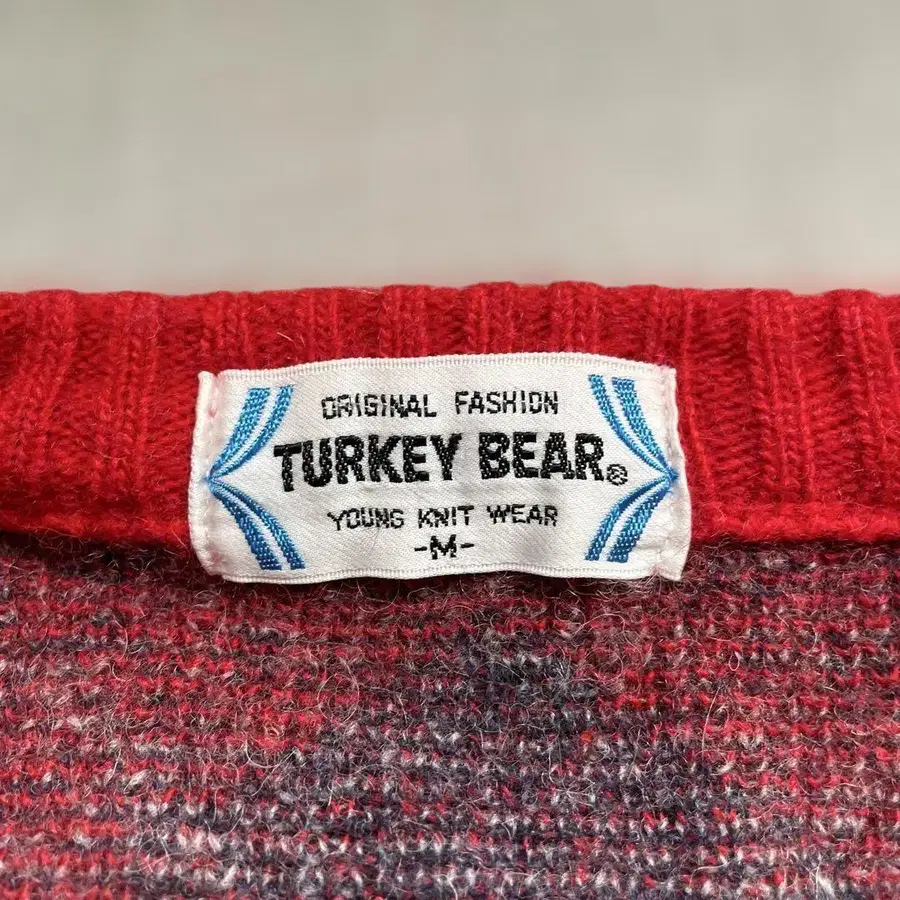 ORIGINAL FASHION
TURKEY BEAR®
YOUNG KNIT WEAR
-M-